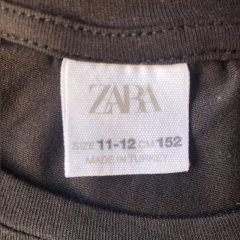 ZARA
SIZE 11-12 CM 152
MADE IN TURKEY